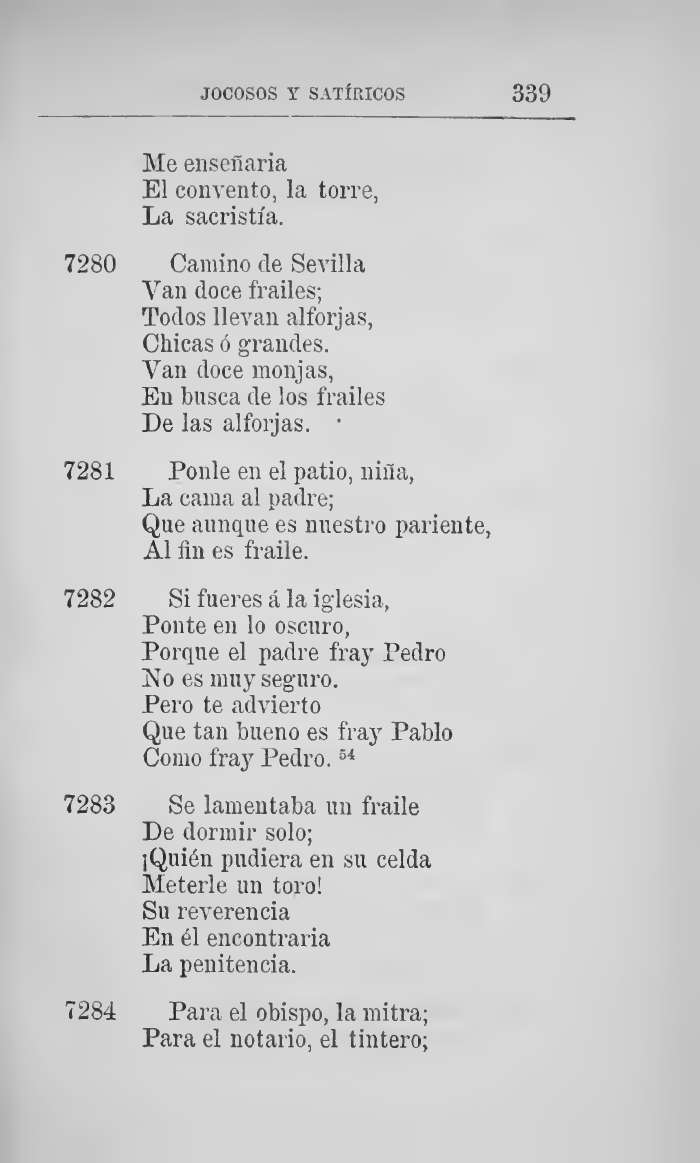 JOCOSOS Y SATÍRICOS 339
Me enseñaria
El convento, la torre,
La sacristía.
7280 Camino de Sevilla
Van doce frailes;
Todos llevan alforjas,
Chicas ó grandes.
Van doce monjas,
En busca de los frailes
De las alforjas.
7281 Ponle en el patio, niña,
La cama al padre;
Que aunque es nuestro pariente,
Al fin es fraile.
7282 Si fueres á la iglesia,
Ponte en lo oscuro,
Porque el padre fray Pedro
No es muy seguro.
Pero te advierto
Que tan bueno es fray Pablo
Como fray Pedro. 54
7283 Se lamentaba un fraile
De dormir solo;
¡Quién pudiera en su celda
Meterle un toro!
Su reverencia
En él encontraria
La penitencia.
7284 Para el obispo, la mitra;
Para el notario, el tintero;